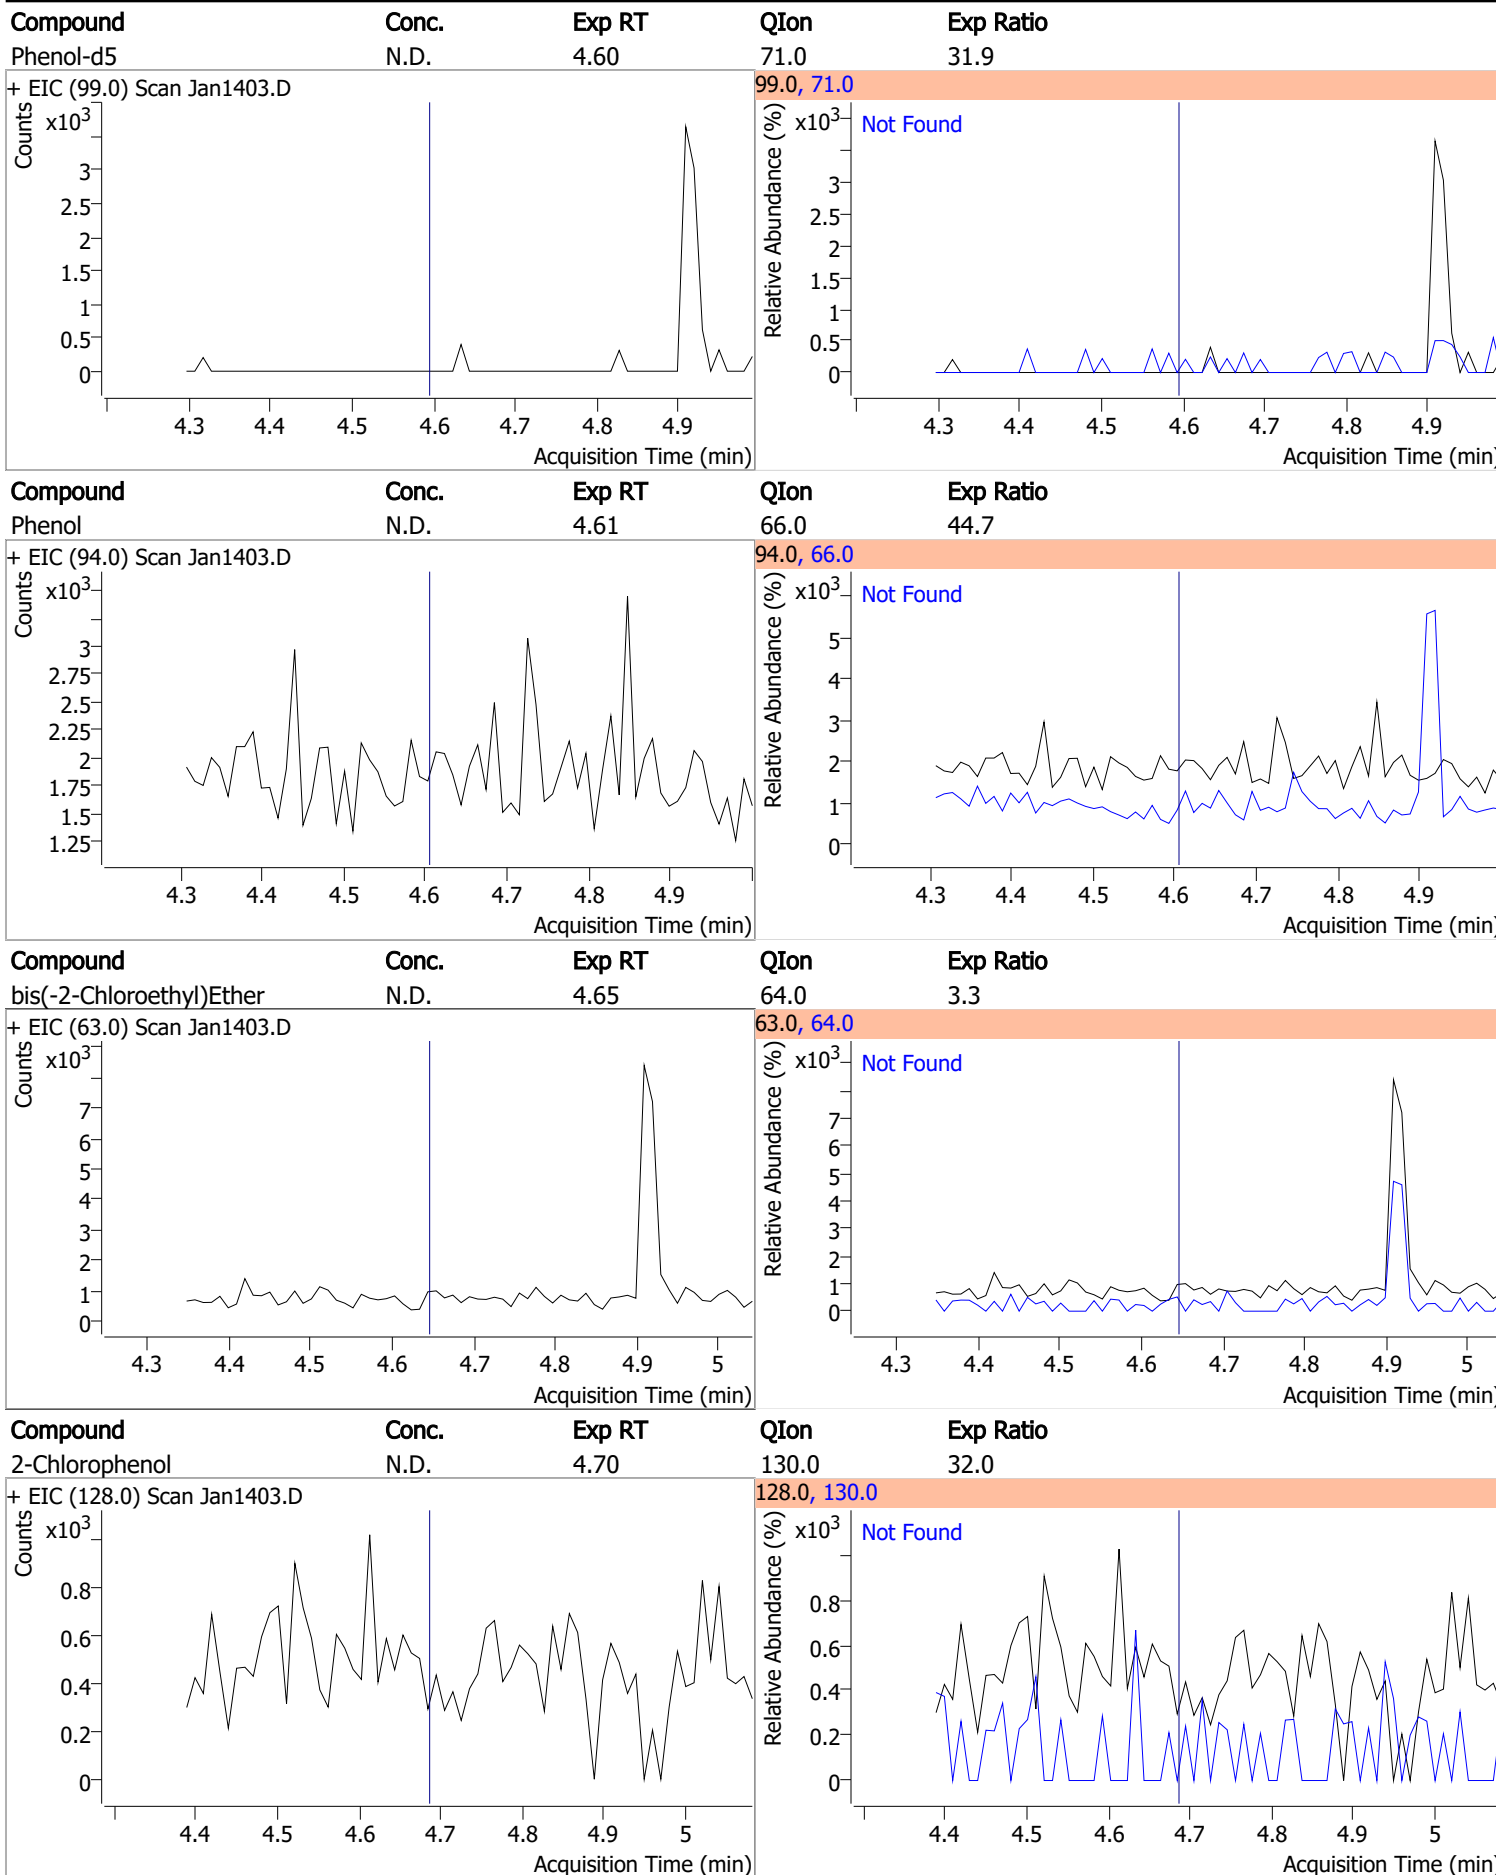 Compound Conc. Exp RT QIon Exp Ratio
Phenol-d5 N.D. 4.60 71.0 31.9
+ EIC (99.0) Scan Jan1403.D
99.0, 71.0
Counts
x10³
3
2.5
2
1.5
1
0.5
0
4.3 4.4 4.5 4.6 4.7 4.8 4.9
Acquisition Time (min)
Relative Abundance (%)
x10³
Not Found
3
2.5
2
1.5
1
0.5
0
4.3 4.4 4.5 4.6 4.7 4.8 4.9
Acquisition Time (min)
Compound Conc. Exp RT QIon Exp Ratio
Phenol N.D. 4.61 66.0 44.7
+ EIC (94.0) Scan Jan1403.D
94.0, 66.0
Counts
x10³
3
2.75
2.5
2.25
2
1.75
1.5
1.25
4.3 4.4 4.5 4.6 4.7 4.8 4.9
Acquisition Time (min)
Relative Abundance (%)
x10³
Not Found
5
4
3
2
1
0
4.3 4.4 4.5 4.6 4.7 4.8 4.9
Acquisition Time (min)
Compound Conc. Exp RT QIon Exp Ratio
bis(-2-Chloroethyl)Ether N.D. 4.65 64.0 3.3
+ EIC (63.0) Scan Jan1403.D
63.0, 64.0
Counts
x10³
7
6
5
4
3
2
1
0
4.3 4.4 4.5 4.6 4.7 4.8 4.9 5
Acquisition Time (min)
Relative Abundance (%)
x10³
Not Found
7
6
5
4
3
2
1
0
4.3 4.4 4.5 4.6 4.7 4.8 4.9 5
Acquisition Time (min)
Compound Conc. Exp RT QIon Exp Ratio
2-Chlorophenol N.D. 4.70 130.0 32.0
+ EIC (128.0) Scan Jan1403.D
128.0, 130.0
Counts
x10³
0.8
0.6
0.4
0.2
0
4.4 4.5 4.6 4.7 4.8 4.9 5
Acquisition Time (min)
Relative Abundance (%)
x10³
Not Found
0.8
0.6
0.4
0.2
0
4.4 4.5 4.6 4.7 4.8 4.9 5
Acquisition Time (min)